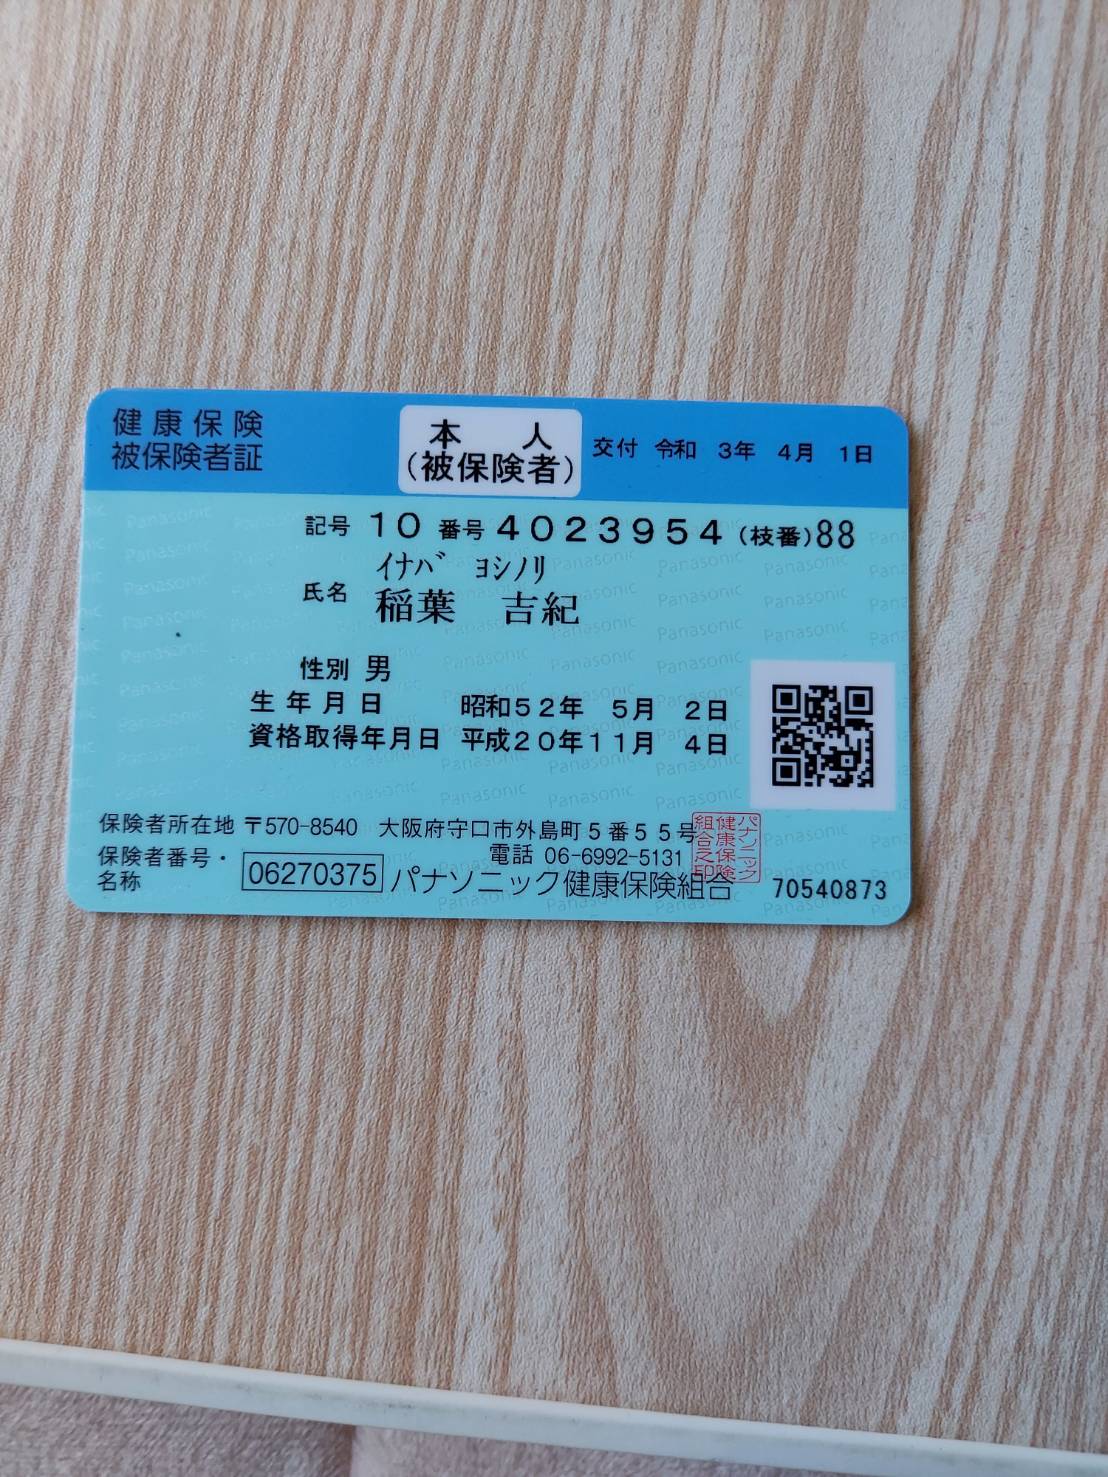 健康保険
被保険者証
本人
(被保険者)
交付 令和 3年 4月 1日
記号 10 番号 4023954 (枝番)88
ｲﾅﾊﾞ ﾖｼﾉﾘ
氏名 稲葉 吉紀
性別 男
生年月日 昭和52年 5月 2日
資格取得年月日 平成20年11月 4日
保険者所在地 〒570-8540 大阪府守口市外島町5番55号
電話 06-6992-5131
保険者番号・名称 06270375 パナソニック健康保険組合
パナソニック健康保険組合之印
70540873
Panasonic